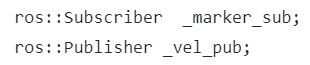 ros::Subscriber  _marker_sub;
ros::Publisher _vel_pub;